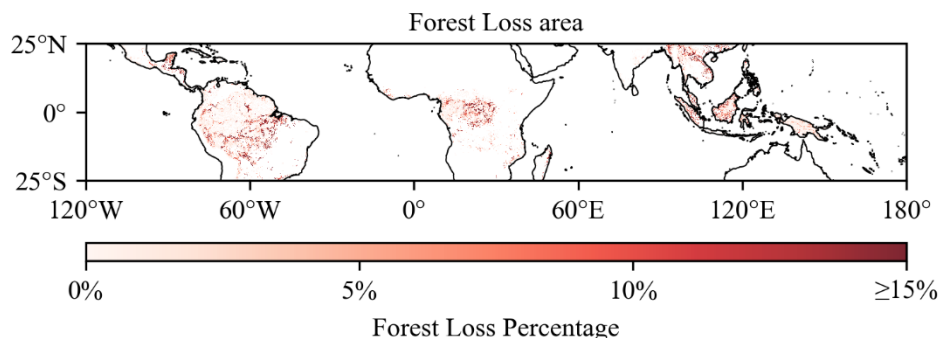 Forest Loss area
25°N
0°
25°S
120°W 60°W 0° 60°E 120°E 180°
0% 5% 10% ≥15%
Forest Loss Percentage